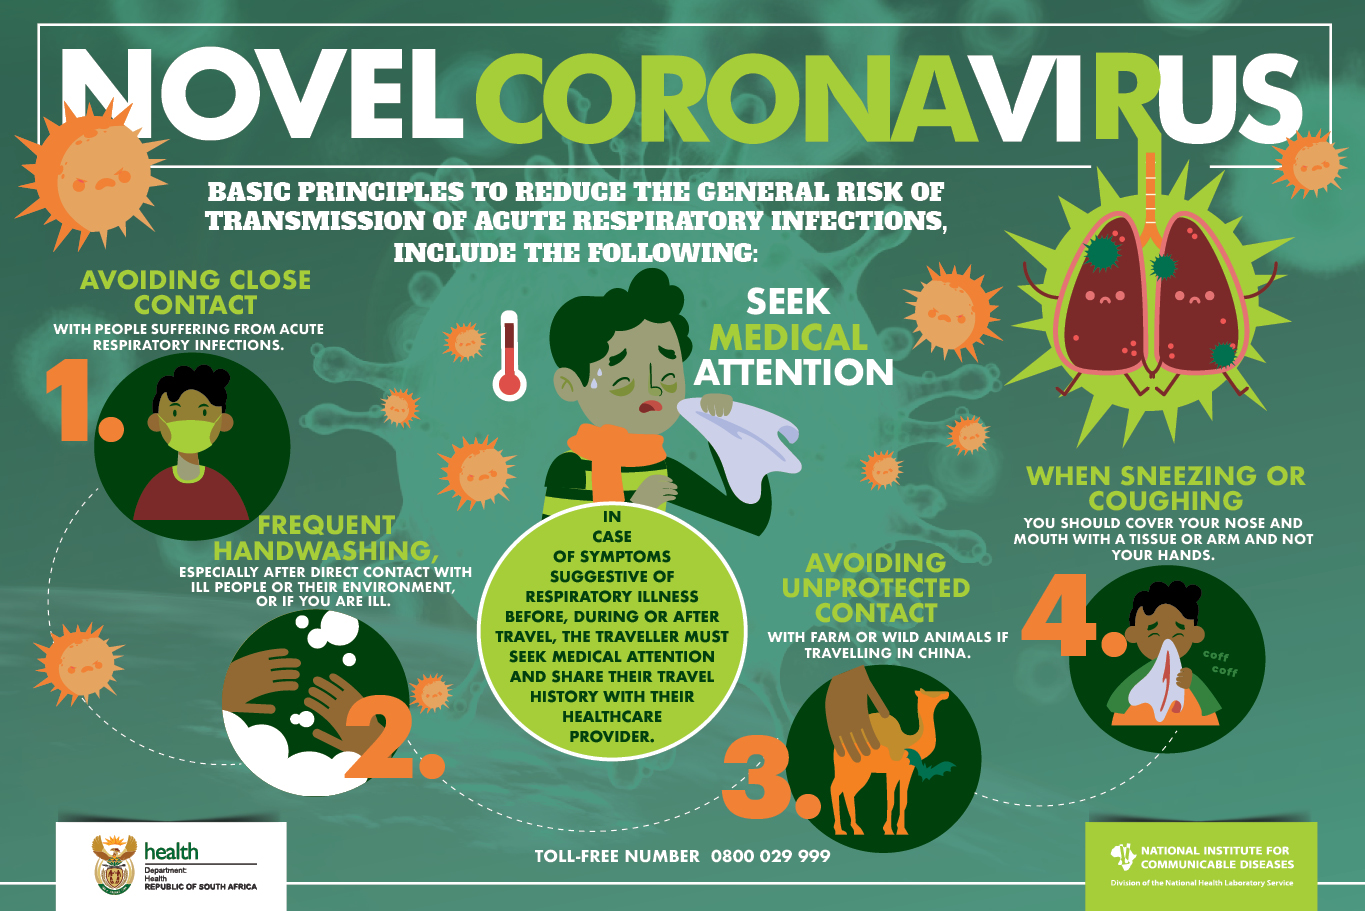 NOVEL CORONAVIRUS
BASIC PRINCIPLES TO REDUCE THE GENERAL RISK OF
TRANSMISSION OF ACUTE RESPIRATORY INFECTIONS,
INCLUDE THE FOLLOWING:
AVOIDING CLOSE
CONTACT
WITH PEOPLE SUFFERING FROM ACUTE
RESPIRATORY INFECTIONS.
1.
FREQUENT
HANDWASHING,
ESPECIALLY AFTER DIRECT CONTACT WITH
ILL PEOPLE OR THEIR ENVIRONMENT,
OR IF YOU ARE ILL.
2.
SEEK
MEDICAL
ATTENTION
IN
CASE
OF SYMPTOMS
SUGGESTIVE OF
RESPIRATORY ILLNESS
BEFORE, DURING OR AFTER
TRAVEL, THE TRAVELLER MUST
SEEK MEDICAL ATTENTION
AND SHARE THEIR TRAVEL
HISTORY WITH THEIR
HEALTHCARE
PROVIDER.
AVOIDING
UNPROTECTED
CONTACT
WITH FARM OR WILD ANIMALS IF
TRAVELLING IN CHINA.
3.
WHEN SNEEZING OR
COUGHING
YOU SHOULD COVER YOUR NOSE AND
MOUTH WITH A TISSUE OR ARM AND NOT
YOUR HANDS.
4.
coff
coff
health
Department:
Health
REPUBLIC OF SOUTH AFRICA
TOLL-FREE NUMBER 0800 029 999
NATIONAL INSTITUTE FOR
COMMUNICABLE DISEASES
Division of the National Health Laboratory Service